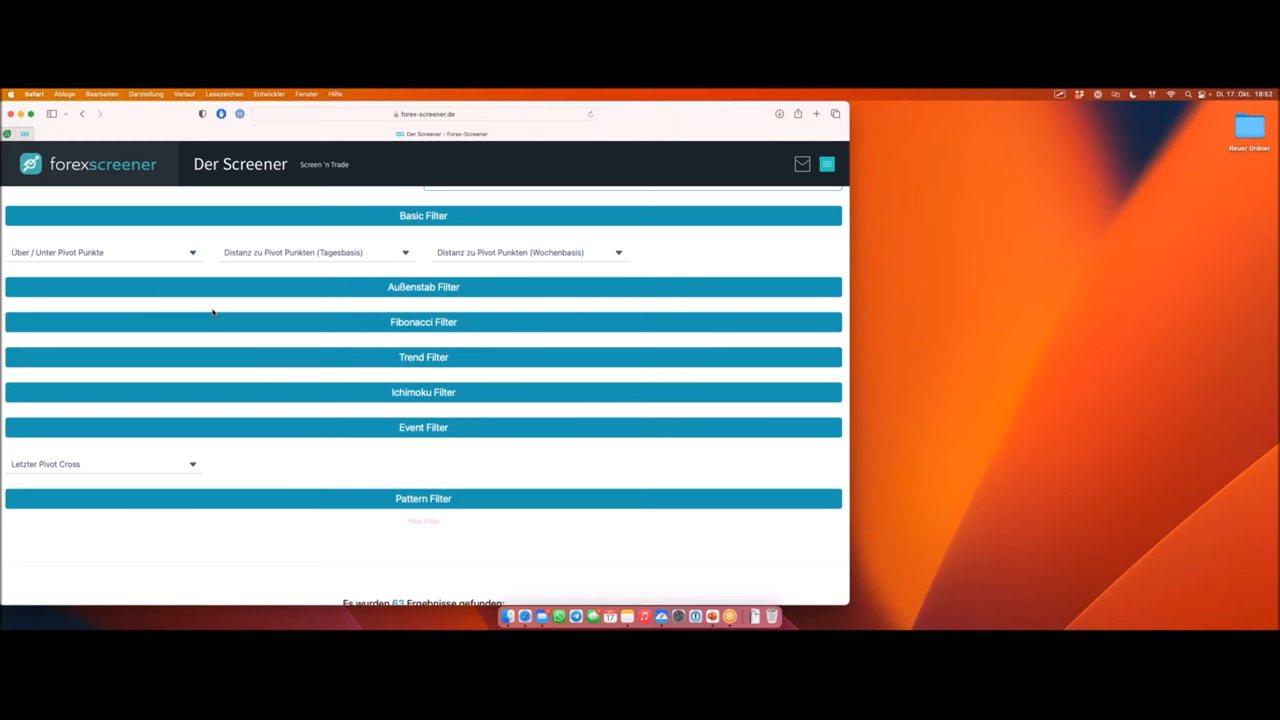 Safari Ablage Bearbeiten Darstellung Verlauf Lesezeichen Entwickler Fenster Hilfe Di. 17. Okt. 18:52
forex-screener.de
Der Screener - Forex-Screener
forexscreener Der Screener Screen 'n Trade
Neuer Ordner
Basic Filter
Über / Unter Pivot Punkte Distanz zu Pivot Punkten (Tagesbasis) Distanz zu Pivot Punkten (Wochenbasis)
Außenstab Filter
Fibonacci Filter
Trend Filter
Ichimoku Filter
Event Filter
Letzter Pivot Cross
Pattern Filter
*Pro-Filter
Es wurden 63 Ergebnisse gefunden:
17